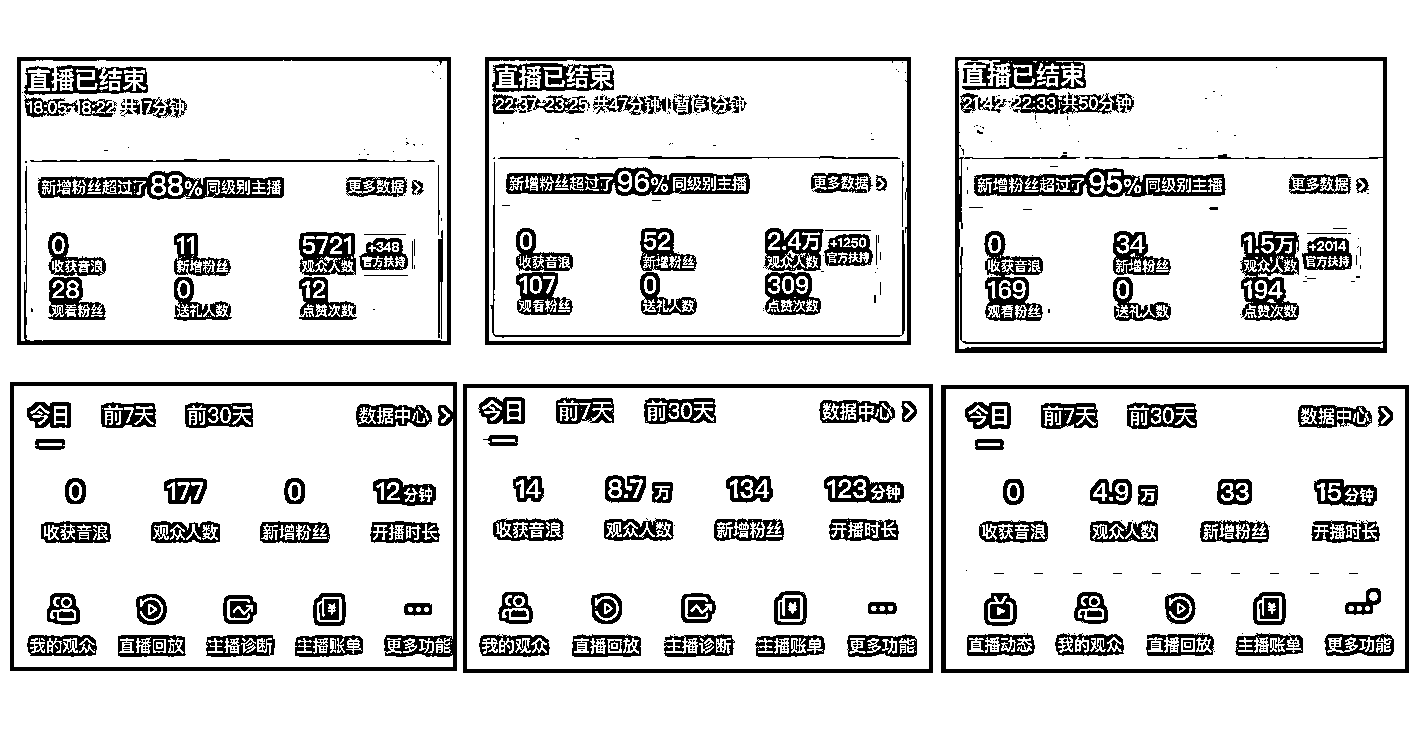 直播已结束
18:05-18:22 共17分钟
新增粉丝超过了88%同级别主播
更多数据
0 11 5721 +348
收获音浪 新增粉丝 观众人数 官方扶持
28 0 12
观看粉丝 送礼人数 点赞次数
直播已结束
22:37-23:25 共47分钟 | 暂停1分钟
新增粉丝超过了96%同级别主播
更多数据
0 52 2.4万 +1250
收获音浪 新增粉丝 观众人数 官方扶持
107 0 309
观看粉丝 送礼人数 点赞次数
直播已结束
21:42-22:33 共50分钟
新增粉丝超过了95%同级别主播
更多数据
0 34 1.5万 +2014
收获音浪 新增粉丝 观众人数 官方扶持
169 0 194
观看粉丝 送礼人数 点赞次数
今日 前7天 前30天 数据中心
0 177 0 12分钟
收获音浪 观众人数 新增粉丝 开播时长
我的观众 直播回放 主播诊断 主播账单 更多功能
今日 前7天 前30天 数据中心
14 8.7万 134 123分钟
收获音浪 观众人数 新增粉丝 开播时长
我的观众 直播回放 主播诊断 主播账单 更多功能
今日 前7天 前30天 数据中心
0 4.9万 33 15分钟
收获音浪 观众人数 新增粉丝 开播时长
直播动态 我的观众 直播回放 主播账单 更多功能